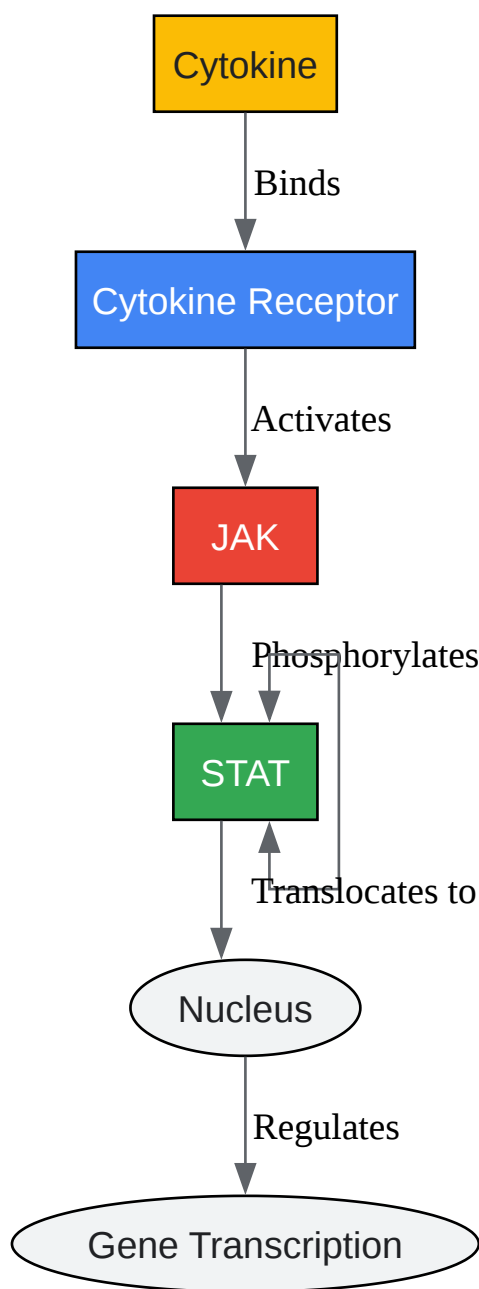 Cytokine
Binds
Cytokine Receptor
Activates
JAK
Phosphorylates
STAT
Translocates to
Nucleus
Regulates
Gene Transcription